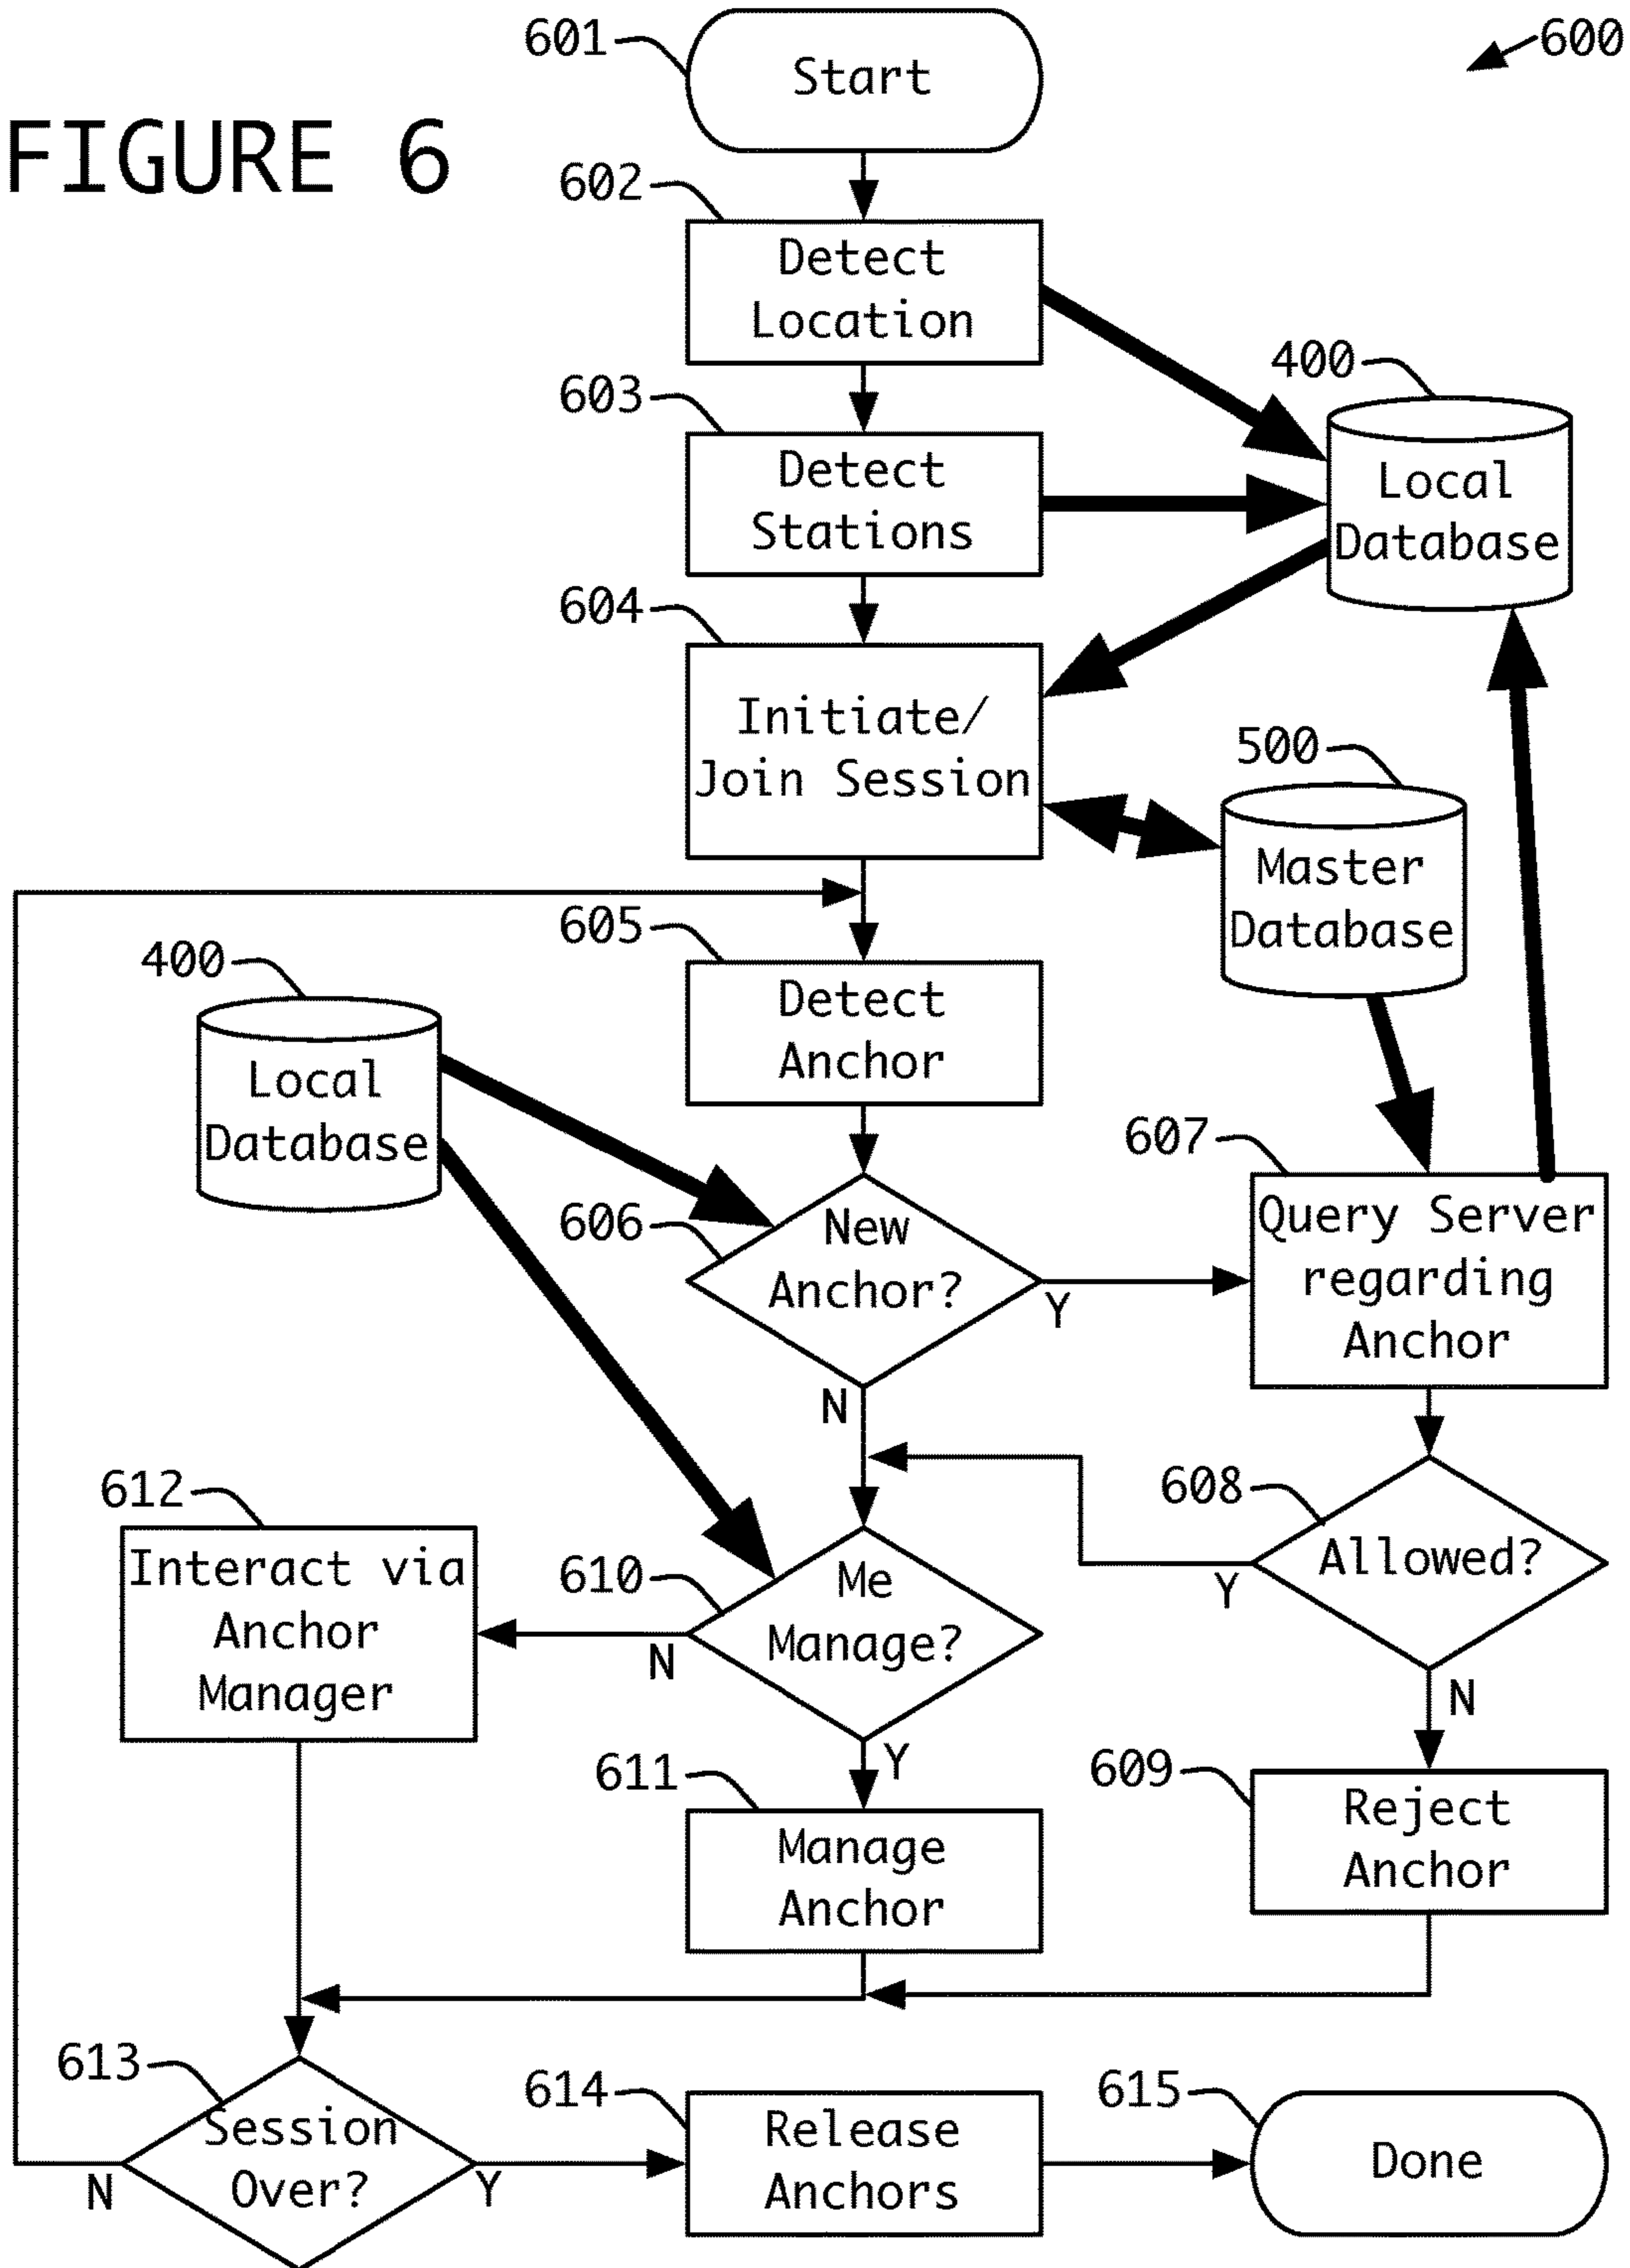 601
Start
600
FIGURE 6
602
Detect
Location
400
603
Detect
Stations
Local
Database
604
Initiate/
Join Session
500
Master
Database
605
Detect
Anchor
400
Local
Database
607
606
New
Anchor?
Y
N
Query Server
regarding
Anchor
608
Allowed?
Y
N
612
Interact via
Anchor
Manager
610
Me
Manage?
N
Y
611
Manage
Anchor
609
Reject
Anchor
613
Session
Over?
N
Y
614
Release
Anchors
615
Done